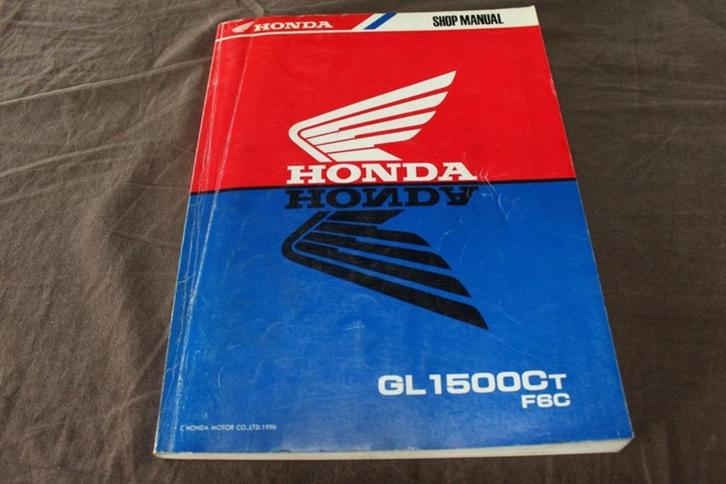 HONDA
SHOP MANUAL
HONDA
HONDA
GL1500CT
F6C
C HONDA MOTOR CO.,LTD.1996